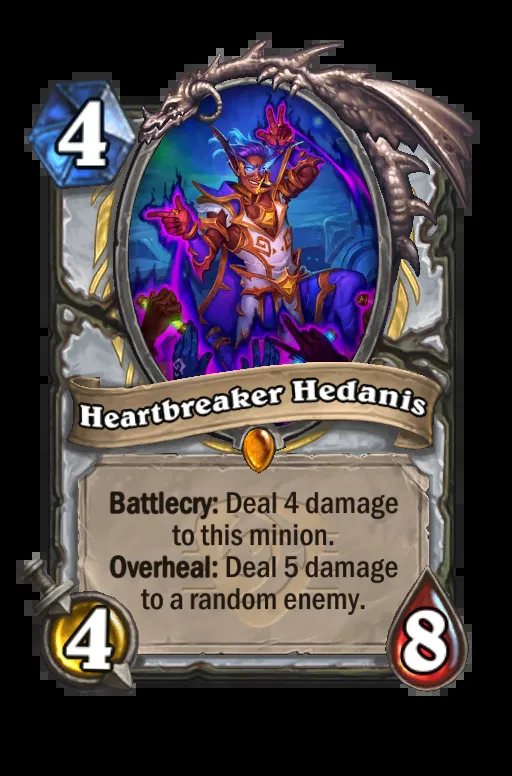 4
Heartbreaker Hedanis
Battlecry: Deal 4 damage
to this minion.
Overheal: Deal 5 damage
to a random enemy.
4
8